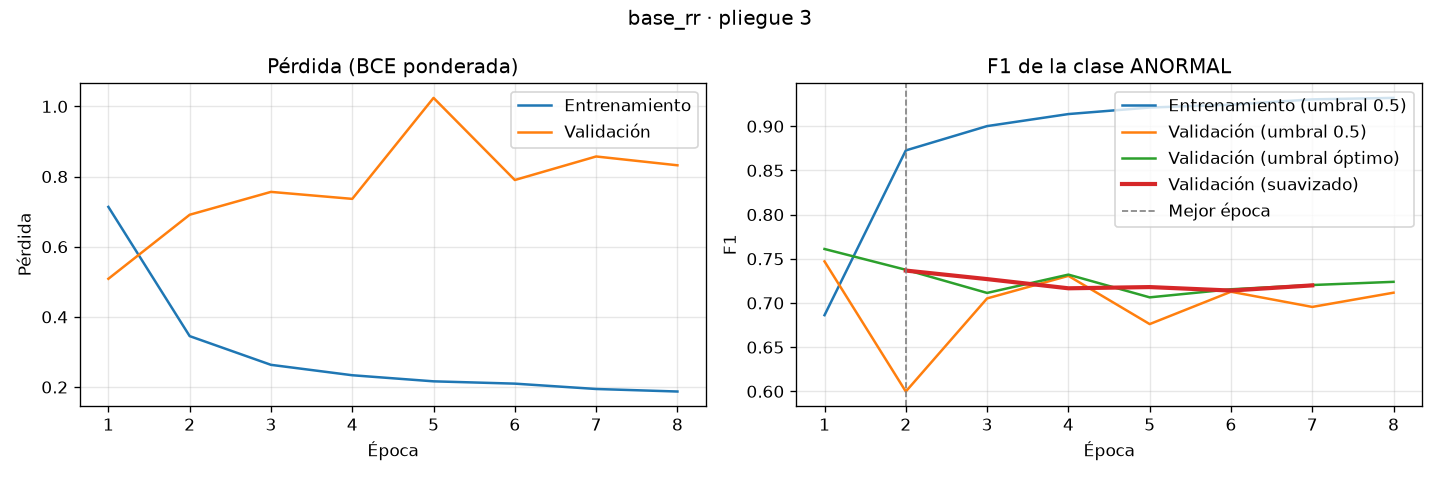 base_rr · pliegue 3
Pérdida (BCE ponderada)
Pérdida
1.0
0.8
0.6
0.4
0.2
Entrenamiento
Validación
1 2 3 4 5 6 7 8
Época
F1 de la clase ANORMAL
F1
0.90
0.85
0.80
0.75
0.70
0.65
0.60
Entrenamiento (umbral 0.5)
Validación (umbral 0.5)
Validación (umbral óptimo)
Validación (suavizado)
Mejor época
1 2 3 4 5 6 7 8
Época